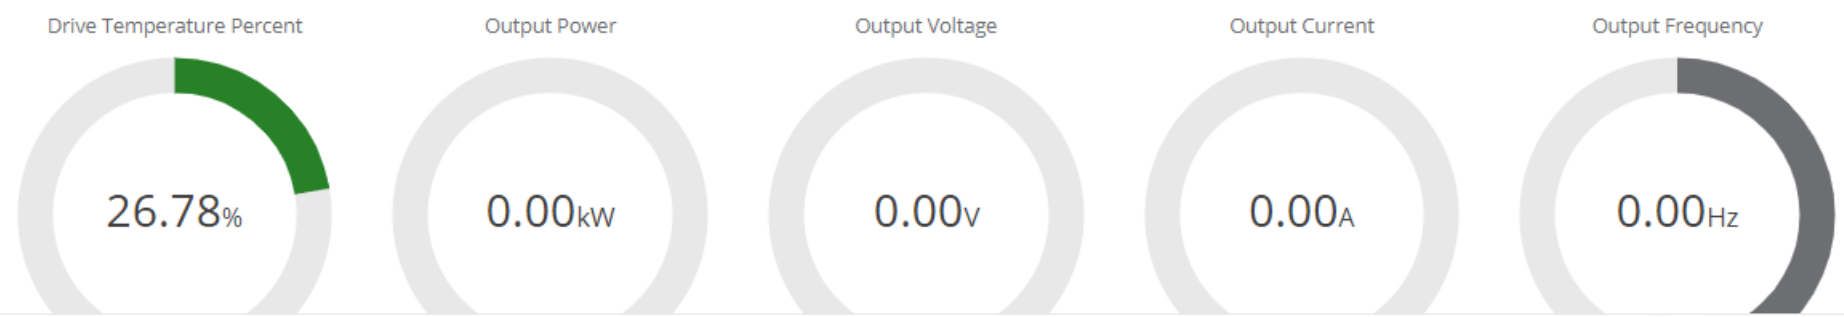 Drive Temperature Percent
Output Power
Output Voltage
Output Current
Output Frequency
26.78%
0.00kW
0.00V
0.00A
0.00Hz